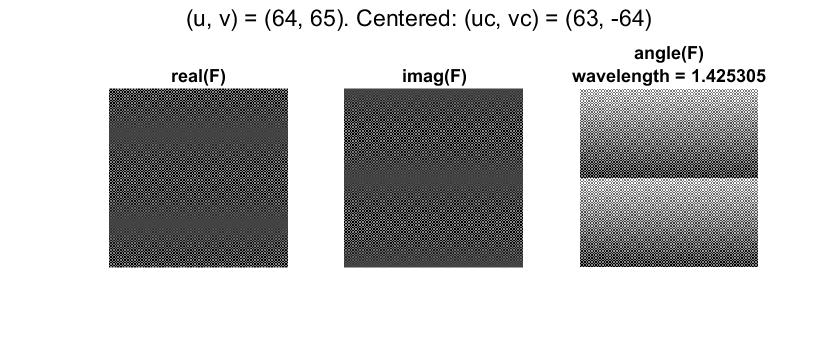 (u, v) = (64, 65). Centered: (uc, vc) = (63, -64)
real(F)
imag(F)
angle(F)
wavelength = 1.425305